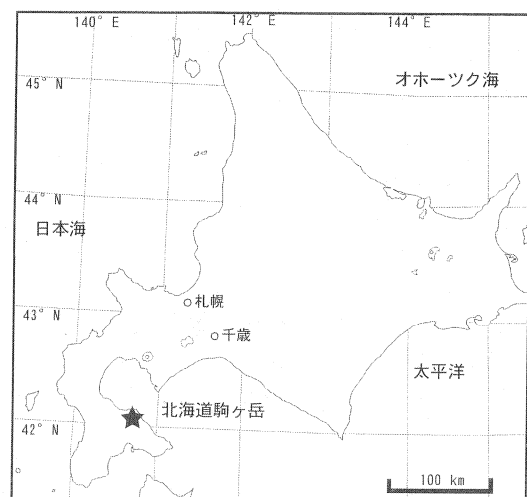 140° E
142° E
144° E
45° N
オホーツク海
44° N
日本海
札幌
43° N
千歳
太平洋
北海道駒ヶ岳
42° N
100 km